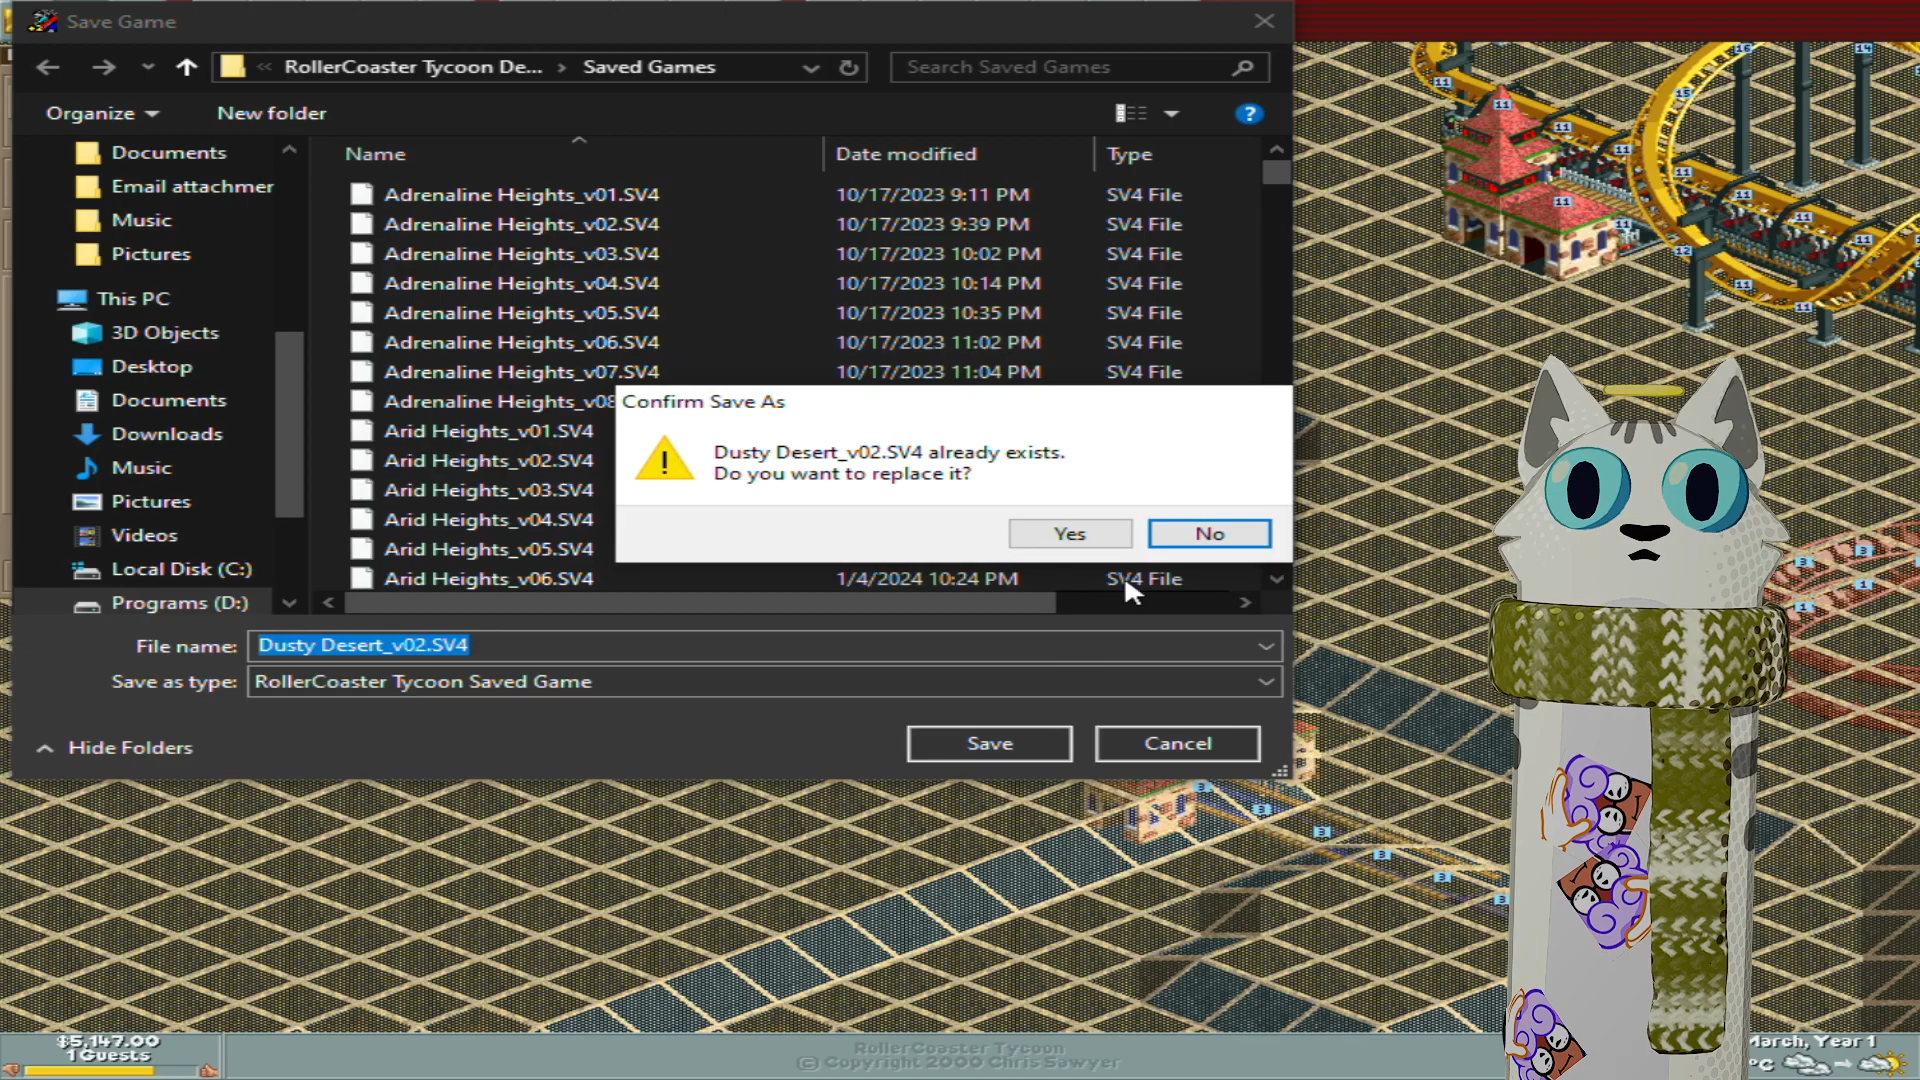 Save Game
RollerCoaster Tycoon De... > Saved Games
Search Saved Games
Organize
New folder
Documents
Email attachmer
Music
Pictures
This PC
3D Objects
Desktop
Documents
Downloads
Music
Pictures
Videos
Local Disk (C:)
Programs (D:)
Name Date modified Type
Adrenaline Heights_v01.SV4 10/17/2023 9:11 PM SV4 File
Adrenaline Heights_v02.SV4 10/17/2023 9:39 PM SV4 File
Adrenaline Heights_v03.SV4 10/17/2023 10:02 PM SV4 File
Adrenaline Heights_v04.SV4 10/17/2023 10:14 PM SV4 File
Adrenaline Heights_v05.SV4 10/17/2023 10:35 PM SV4 File
Adrenaline Heights_v06.SV4 10/17/2023 11:02 PM SV4 File
Adrenaline Heights_v07.SV4 10/17/2023 11:04 PM SV4 File
Adrenaline Heights_v08
Arid Heights_v01.SV4
Arid Heights_v02.SV4
Arid Heights_v03.SV4
Arid Heights_v04.SV4
Arid Heights_v05.SV4
Arid Heights_v06.SV4 1/4/2024 10:24 PM SV4 File
Confirm Save As
Dusty Desert_v02.SV4 already exists.
Do you want to replace it?
Yes
No
File name: Dusty Desert_v02.SV4
Save as type: RollerCoaster Tycoon Saved Game
Hide Folders
Save
Cancel
$5,147.00
1 Guests
RollerCoaster Tycoon
© Copyright 2000 Chris Sawyer
March, Year 1
°C